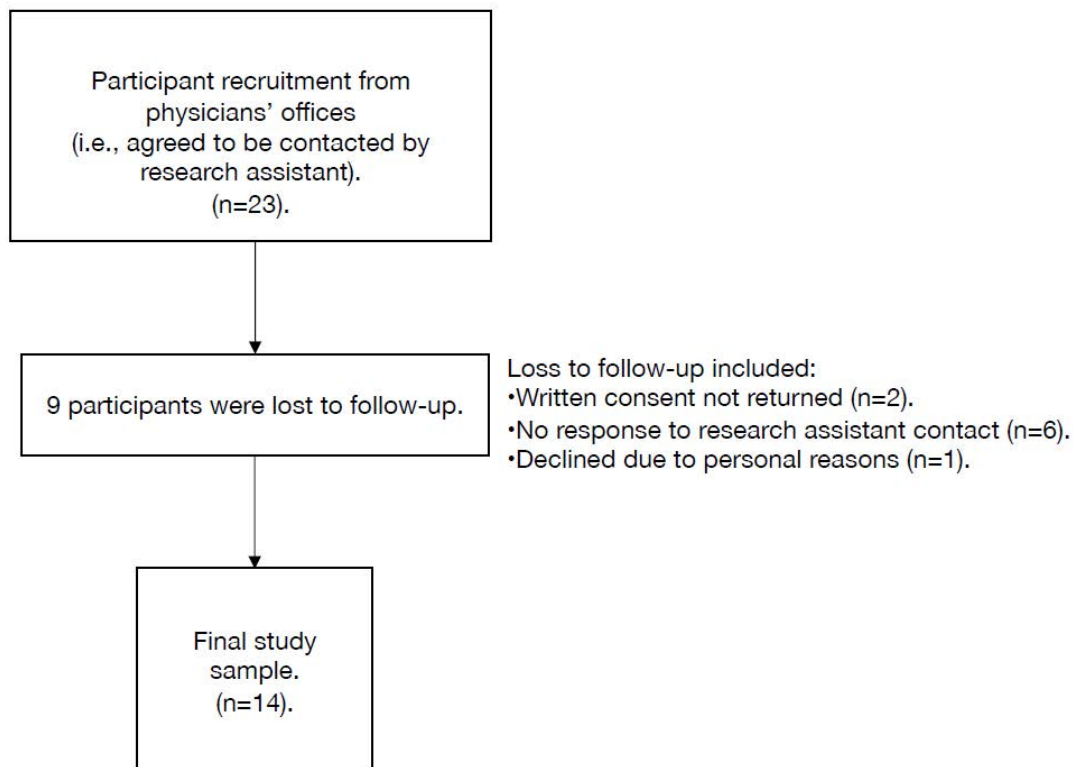 Participant recruitment from
physicians’ offices
(i.e., agreed to be contacted by
research assistant).
(n=23).
9 participants were lost to follow-up.
Loss to follow-up included:
•Written consent not returned (n=2).
•No response to research assistant contact (n=6).
•Declined due to personal reasons (n=1).
Final study
sample.
(n=14).